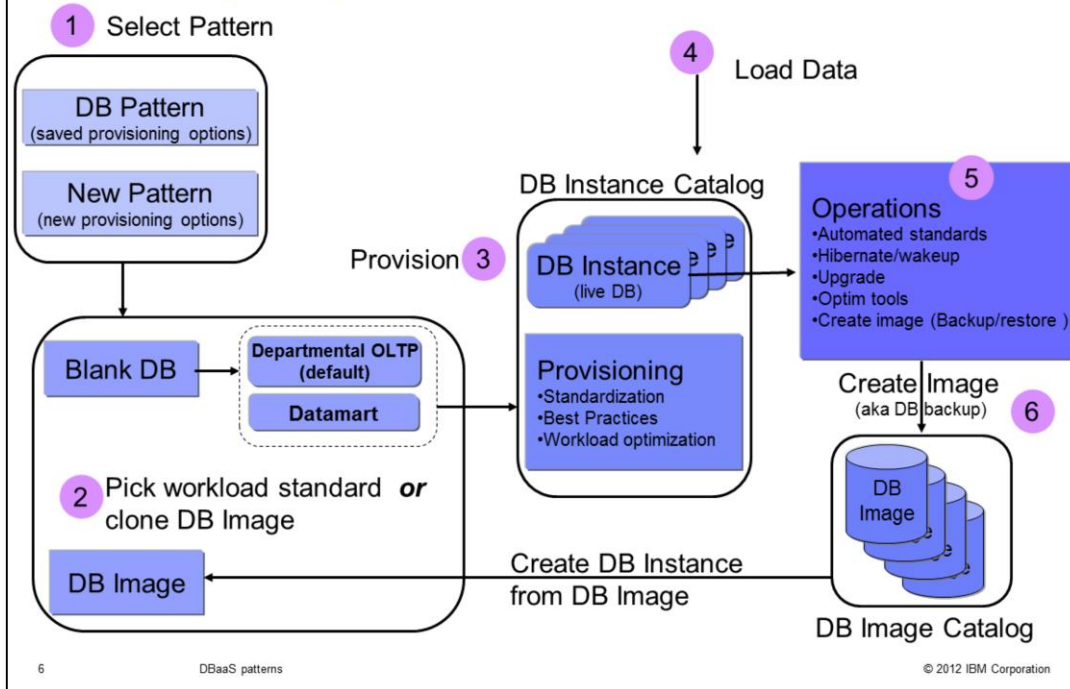 1 Select Pattern
DB Pattern
(saved provisioning options)
New Pattern
(new provisioning options)
4 Load Data
DB Instance Catalog
Provision 3
DB Instance
(live DB)
Provisioning
•Standardization
•Best Practices
•Workload optimization
5
Operations
•Automated standards
•Hibernate/wakeup
•Upgrade
•Optim tools
•Create image (Backup/restore )
Blank DB
Departmental OLTP
(default)
Datamart
2 Pick workload standard or
clone DB Image
DB Image
Create Image
(aka DB backup)
6
DB
Image
Create DB Instance
from DB Image
DB Image Catalog
6 DBaaS patterns © 2012 IBM Corporation